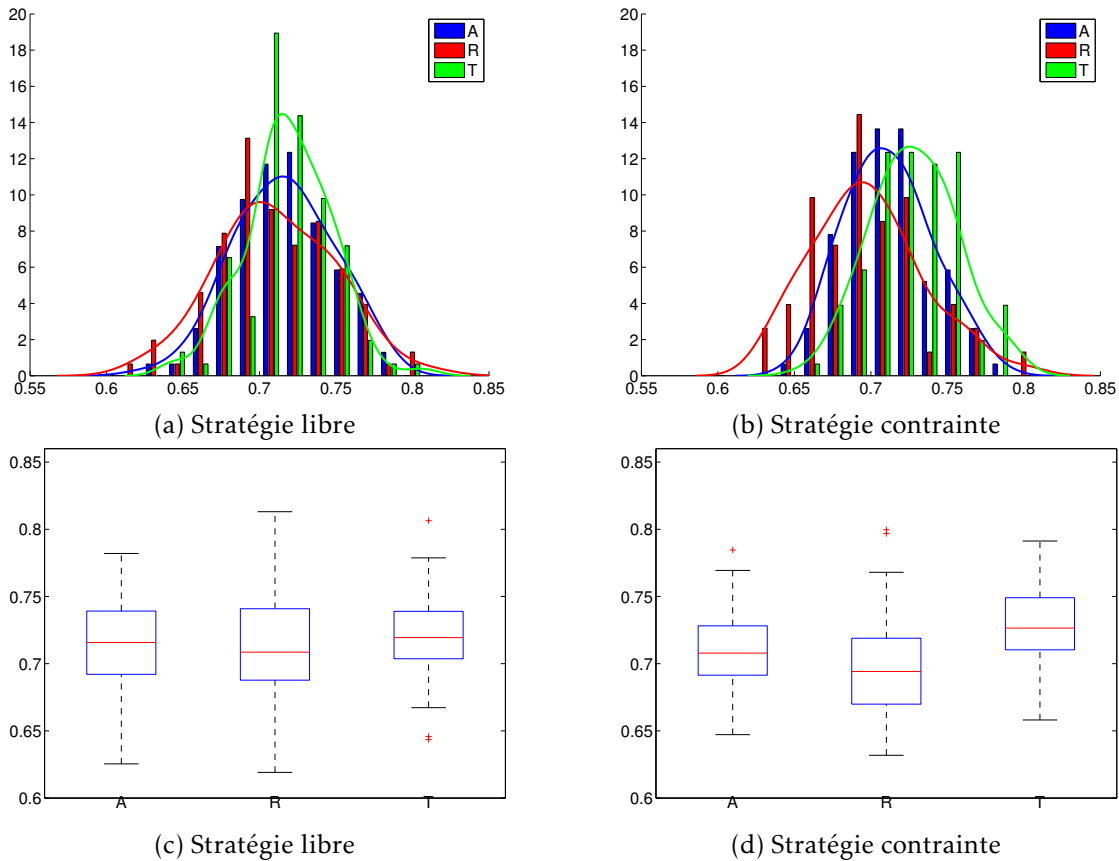 20
18
16
14
12
10
8
6
4
2
0
0.55 0.6 0.65 0.7 0.75 0.8 0.85
A
R
T
(a) Stratégie libre
20
18
16
14
12
10
8
6
4
2
0
0.55 0.6 0.65 0.7 0.75 0.8 0.85
A
R
T
(b) Stratégie contrainte
0.85
0.8
0.75
0.7
0.65
0.6
A R T
(c) Stratégie libre
0.85
0.8
0.75
0.7
0.65
0.6
A R T
(d) Stratégie contrainte